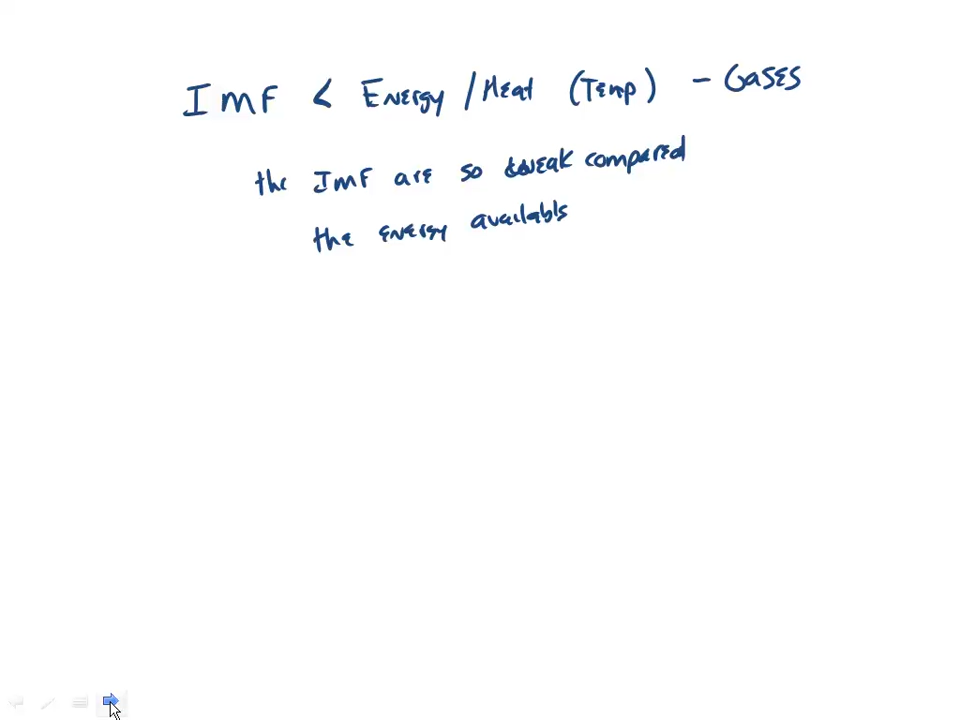 IMF < Energy / Heat (Temp) - Gases
the IMF are so weak compared
the energy available